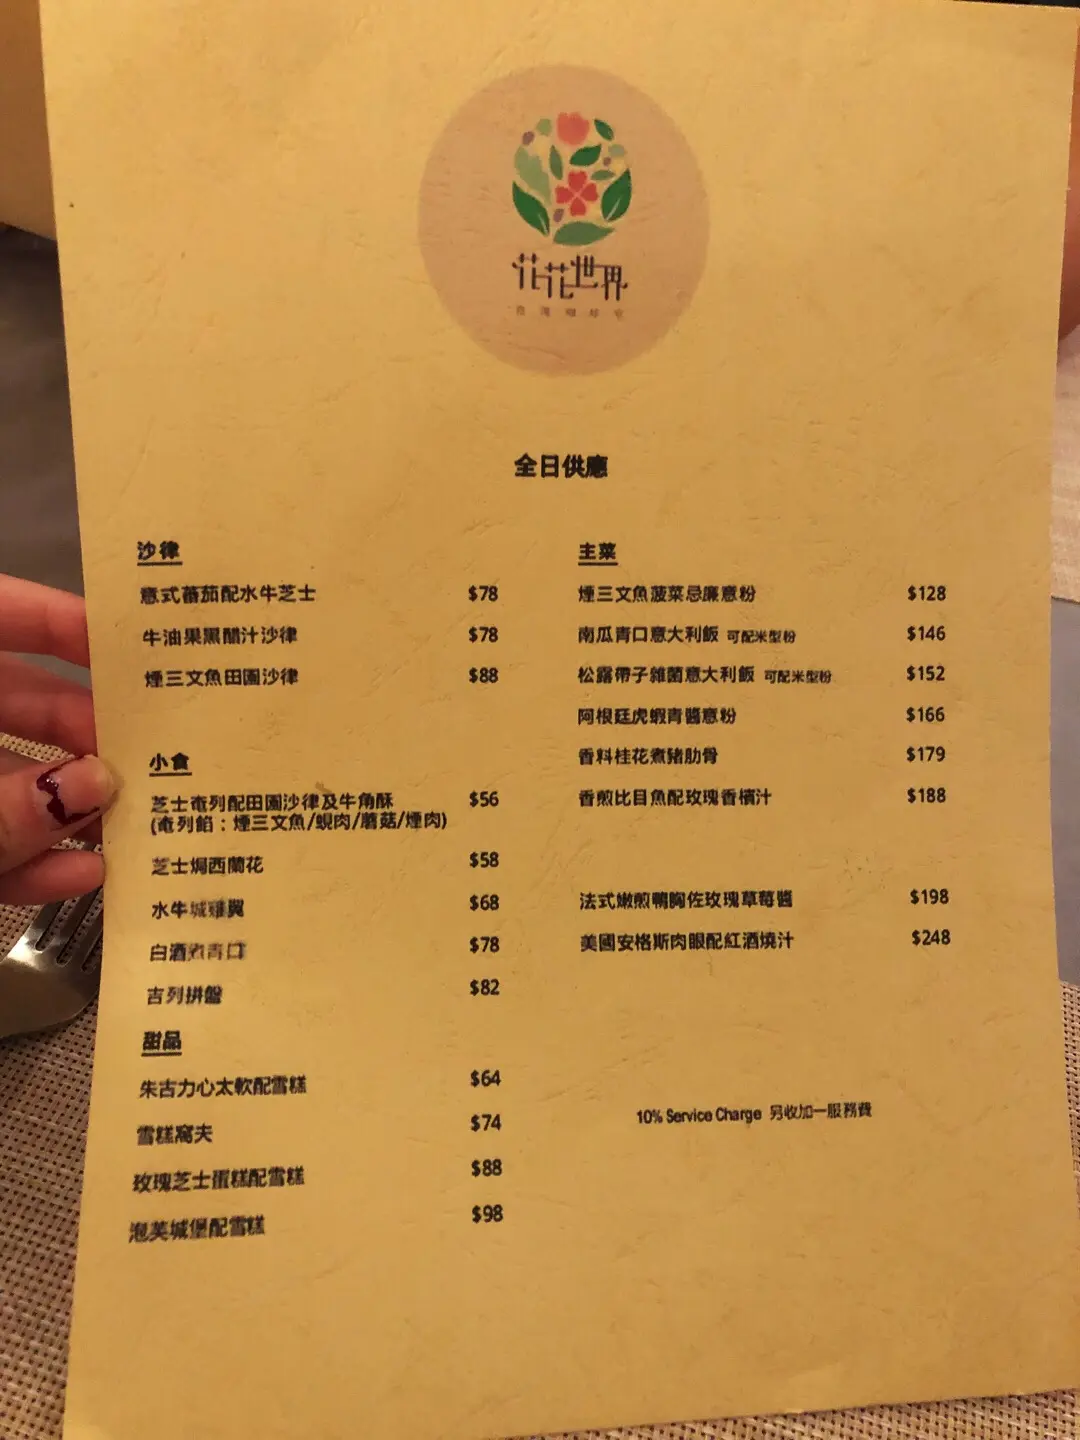 花花世界
全日供應
沙律
意式蕃茄配水牛芝士 $78
牛油果黑醋汁沙律 $78
煙三文魚田園沙律 $88
小食
芝士奄列配田園沙律及牛角酥 $56
(奄列餡：煙三文魚/蜆肉/蘑菇/煙肉)
芝士焗西蘭花 $58
水牛城雞翼 $68
白酒煮青口 $78
吉列拼盤 $82
甜品
朱古力心太軟配雪糕 $64
雪糕窩夫 $74
玫瑰芝士蛋糕配雪糕 $88
泡芙城堡配雪糕 $98
主菜
煙三文魚菠菜忌廉意粉 $128
南瓜青口意大利飯 可配米型粉 $146
松露帶子雜菌意大利飯 可配米型粉 $152
阿根廷虎蝦青醬意粉 $166
香料桂花煮豬肋骨 $179
香煎比目魚配玫瑰香檳汁 $188
法式嫩煎鴨胸佐玫瑰草莓醬 $198
美國安格斯肉眼配紅酒燒汁 $248
10% Service Charge 另收加一服務費